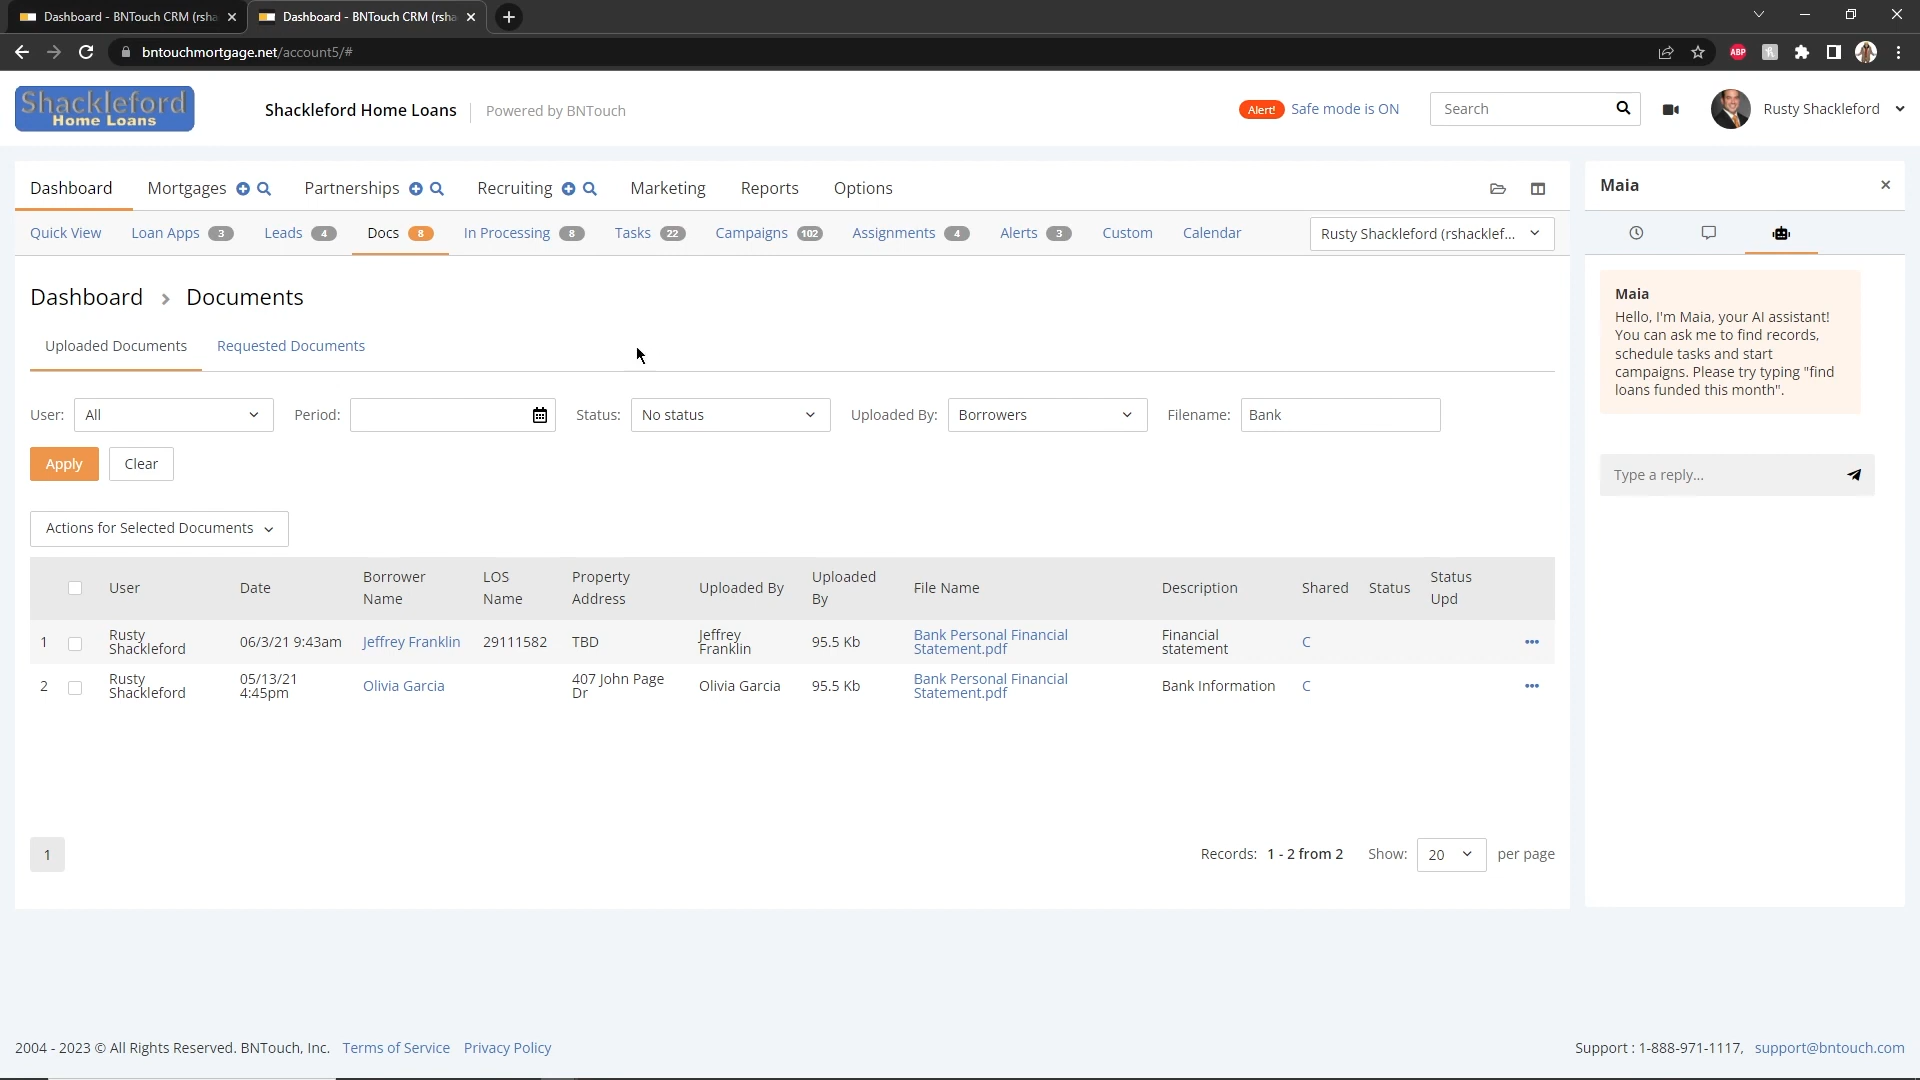 Dashboard - BNTouch CRM (rsha
Dashboard - BNTouch CRM (rsha
bntouchmortgage.net/account5/#
ABP
Shackleford
Home Loans
Shackleford Home Loans
Powered by BNTouch
Alert!
Safe mode is ON
Search
Rusty Shackleford
Dashboard
Mortgages
Partnerships
Recruiting
Marketing
Reports
Options
Quick View
Loan Apps 3
Leads 4
Docs 8
In Processing 8
Tasks 22
Campaigns 102
Assignments 4
Alerts 3
Custom
Calendar
Rusty Shackleford (rshacklef...
Dashboard > Documents
Uploaded Documents
Requested Documents
User: All
Period:
Status: No status
Uploaded By: Borrowers
Filename: Bank
Apply
Clear
Actions for Selected Documents
User
Date
Borrower
Name
LOS
Name
Property
Address
Uploaded By
Uploaded
By
File Name
Description
Shared
Status
Status
Upd
1
Rusty
Shackleford
06/3/21 9:43am
Jeffrey Franklin
29111582
TBD
Jeffrey
Franklin
95.5 Kb
Bank Personal Financial
Statement.pdf
Financial
statement
C
2
Rusty
Shackleford
05/13/21
4:45pm
Olivia Garcia
407 John Page
Dr
Olivia Garcia
95.5 Kb
Bank Personal Financial
Statement.pdf
Bank Information
C
1
Records: 1 - 2 from 2
Show: 20 per page
Maia
Maia
Hello, I'm Maia, your AI assistant!
You can ask me to find records,
schedule tasks and start
campaigns. Please try typing "find
loans funded this month".
Type a reply...
2004 - 2023 © All Rights Reserved. BNTouch, Inc. Terms of Service Privacy Policy
Support : 1-888-971-1117, support@bntouch.com